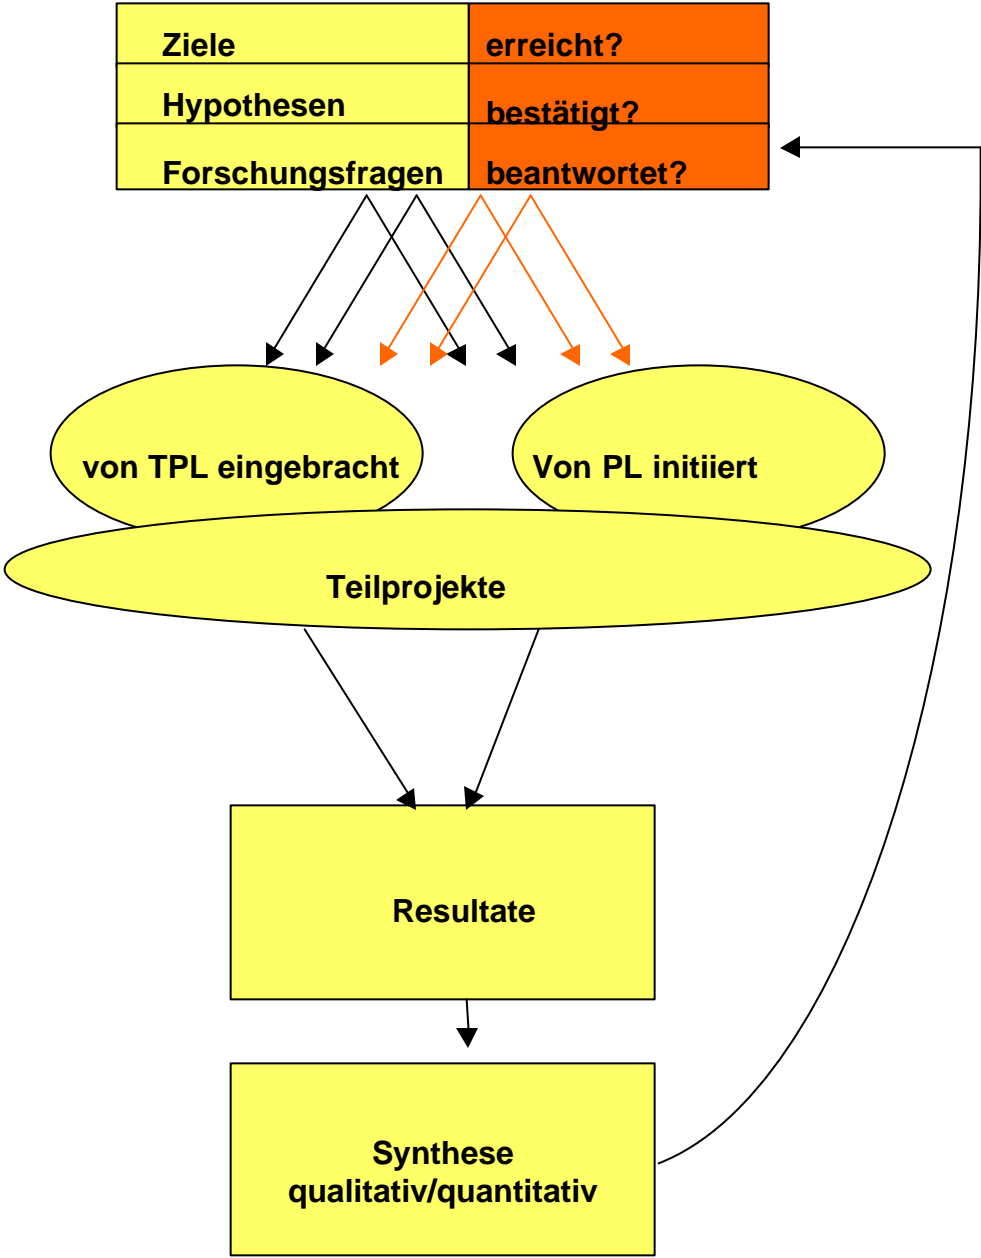 Ziele erreicht?
Hypothesen bestätigt?
Forschungsfragen beantwortet?
von TPL eingebracht
Von PL initiiert
Teilprojekte
Resultate
Synthese
qualitativ/quantitativ